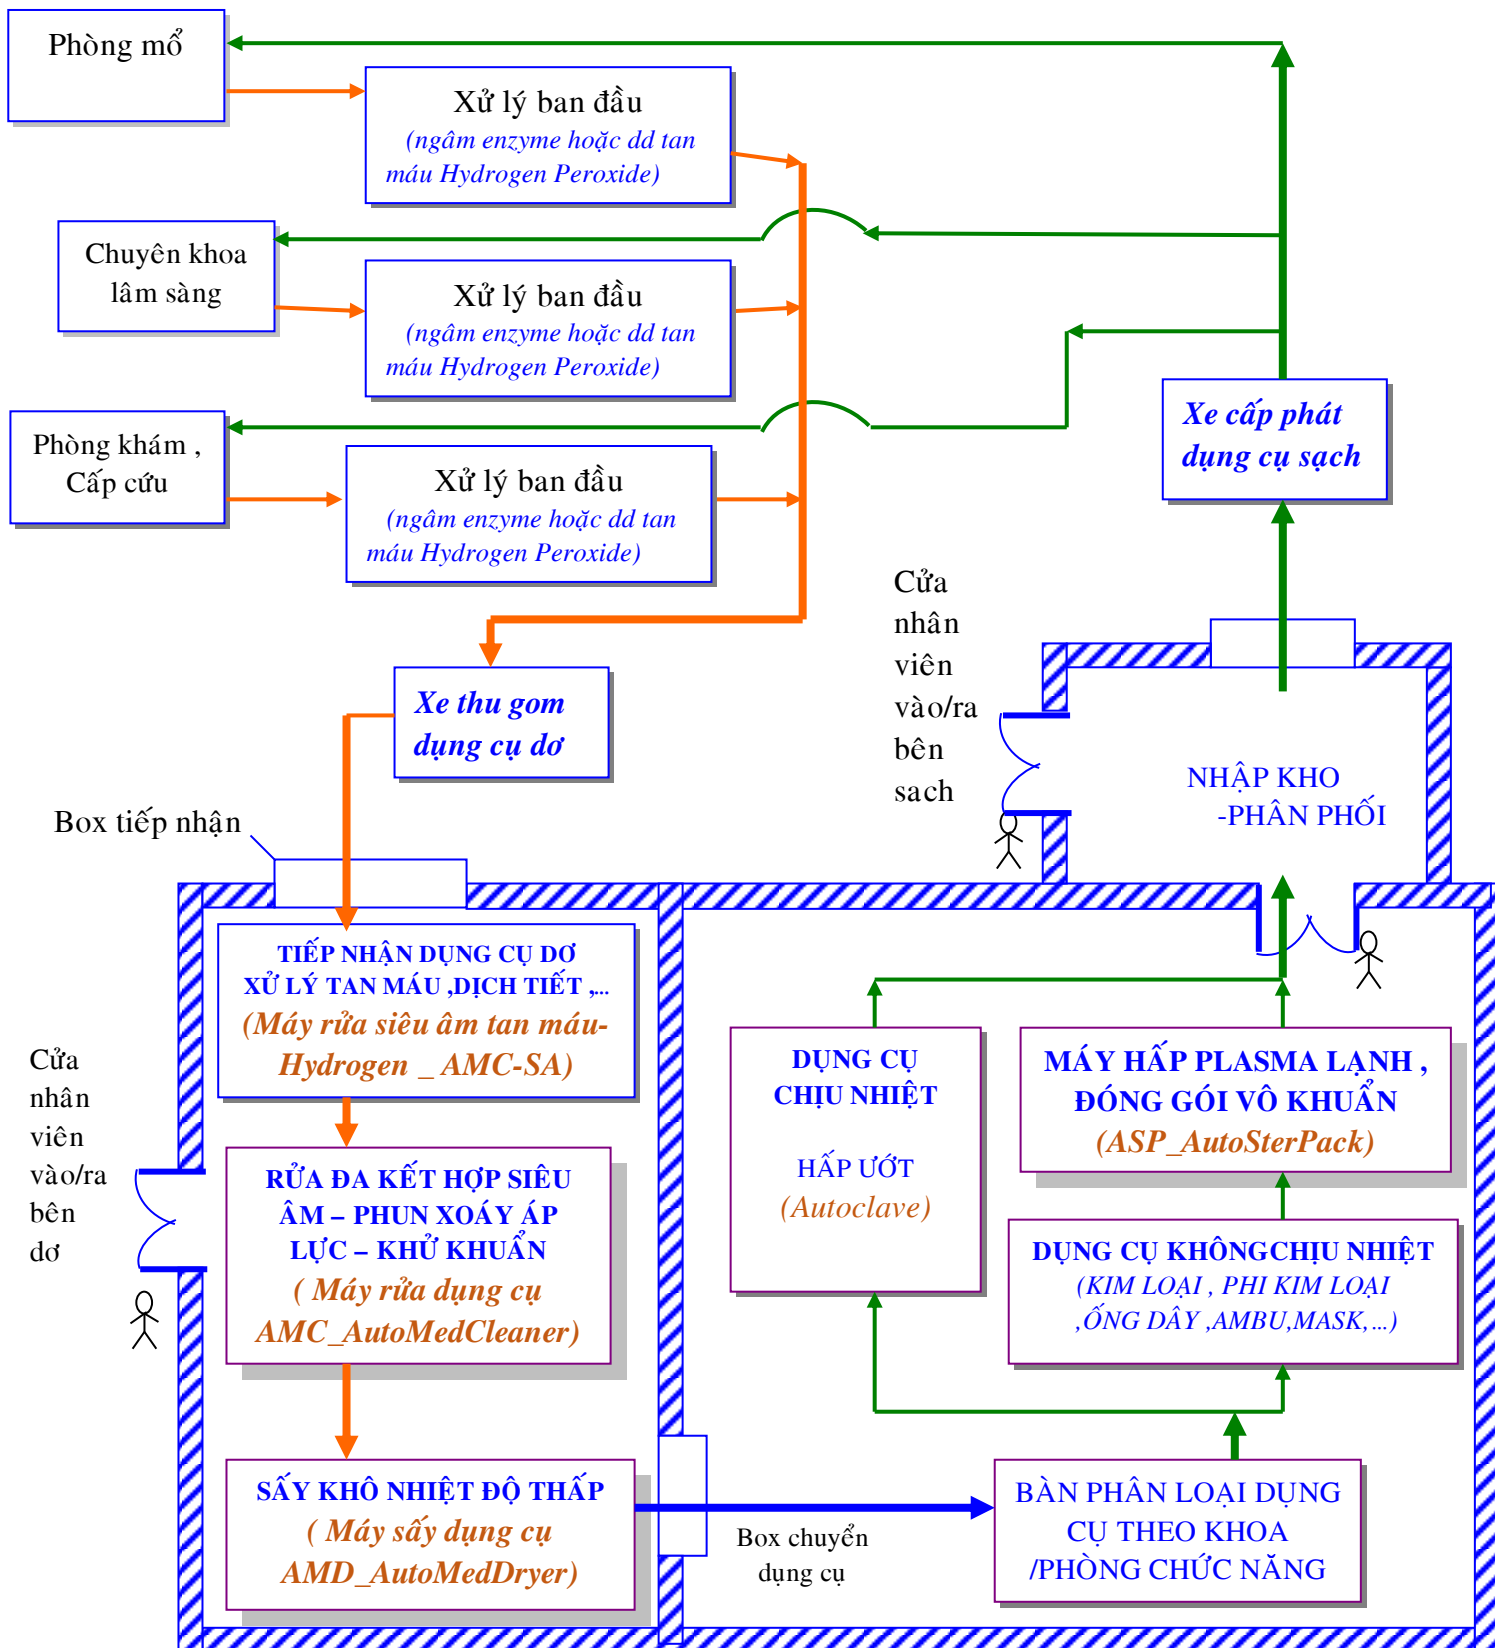 Phòng mổ
Xử lý ban đầu
(ngâm enzyme hoặc dd tan
máu Hydrogen Peroxide)
Chuyên khoa
lâm sàng
Xử lý ban đầu
(ngâm enzyme hoặc dd tan
máu Hydrogen Peroxide)
Phòng khám ,
Cấp cứu
Xử lý ban đầu
(ngâm enzyme hoặc dd tan
máu Hydrogen Peroxide)
Xe cấp phát
dụng cụ sạch
Cửa
nhân
viên
vào/ra
bên
sach
Xe thu gom
dụng cụ dơ
NHẬP KHO
-PHÂN PHỐI
Box tiếp nhận
TIẾP NHẬN DỤNG CỤ DƠ
XỬ LÝ TAN MÁU ,DỊCH TIẾT ,...
(Máy rửa siêu âm tan máu-
Hydrogen _ AMC-SA)
Cửa
nhân
viên
vào/ra
bên
dơ
RỬA ĐA KẾT HỢP SIÊU
ÂM – PHUN XOÁY ÁP
LỰC – KHỬ KHUẨN
( Máy rửa dụng cụ
AMC_AutoMedCleaner)
SẤY KHÔ NHIỆT ĐỘ THẤP
( Máy sấy dụng cụ
AMD_AutoMedDryer)
Box chuyển
dụng cụ
DỤNG CỤ
CHỊU NHIỆT
HẤP ƯỚT
(Autoclave)
MÁY HẤP PLASMA LẠNH ,
ĐÓNG GÓI VÔ KHUẨN
(ASP_AutoSterPack)
DỤNG CỤ KHÔNGCHỊU NHIỆT
(KIM LOẠI , PHI KIM LOẠI
,ỐNG DÂY ,AMBU,MASK,...)
BÀN PHÂN LOẠI DỤNG
CỤ THEO KHOA
/PHÒNG CHỨC NĂNG